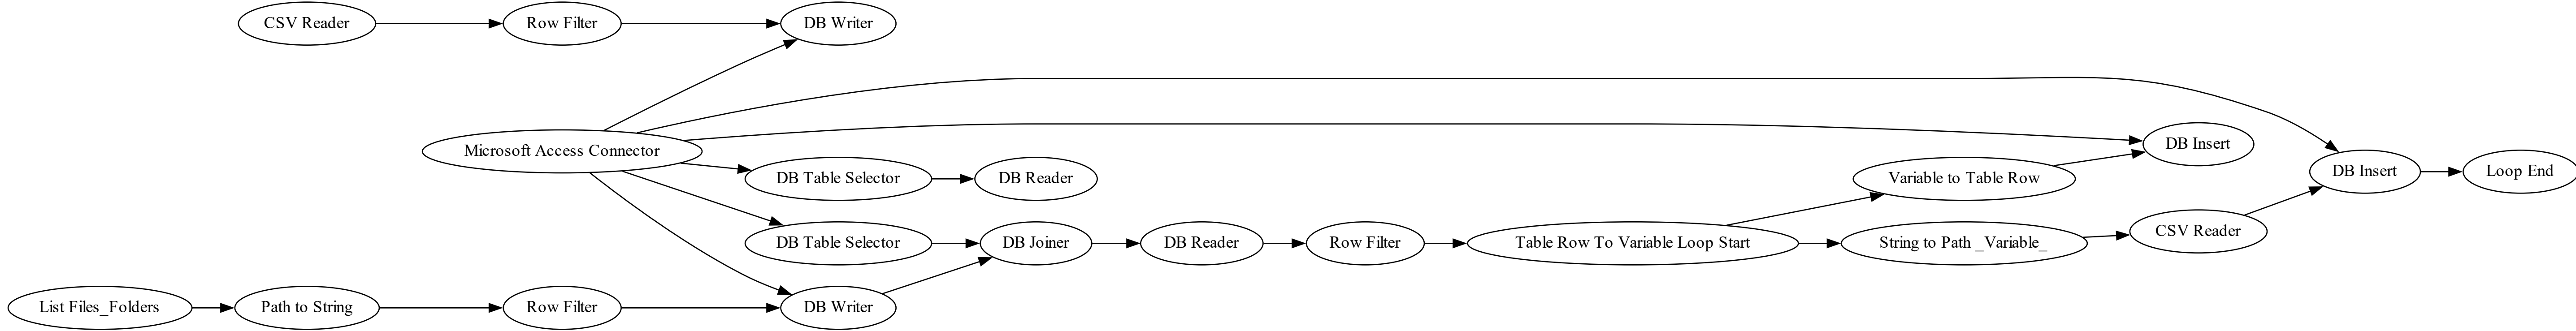 CSV Reader
Row Filter
DB Writer
Microsoft Access Connector
DB Insert
DB Table Selector
DB Reader
Variable to Table Row
DB Insert
Loop End
DB Table Selector
DB Joiner
DB Reader
Row Filter
Table Row To Variable Loop Start
String to Path _Variable_
CSV Reader
List Files_Folders
Path to String
Row Filter
DB Writer